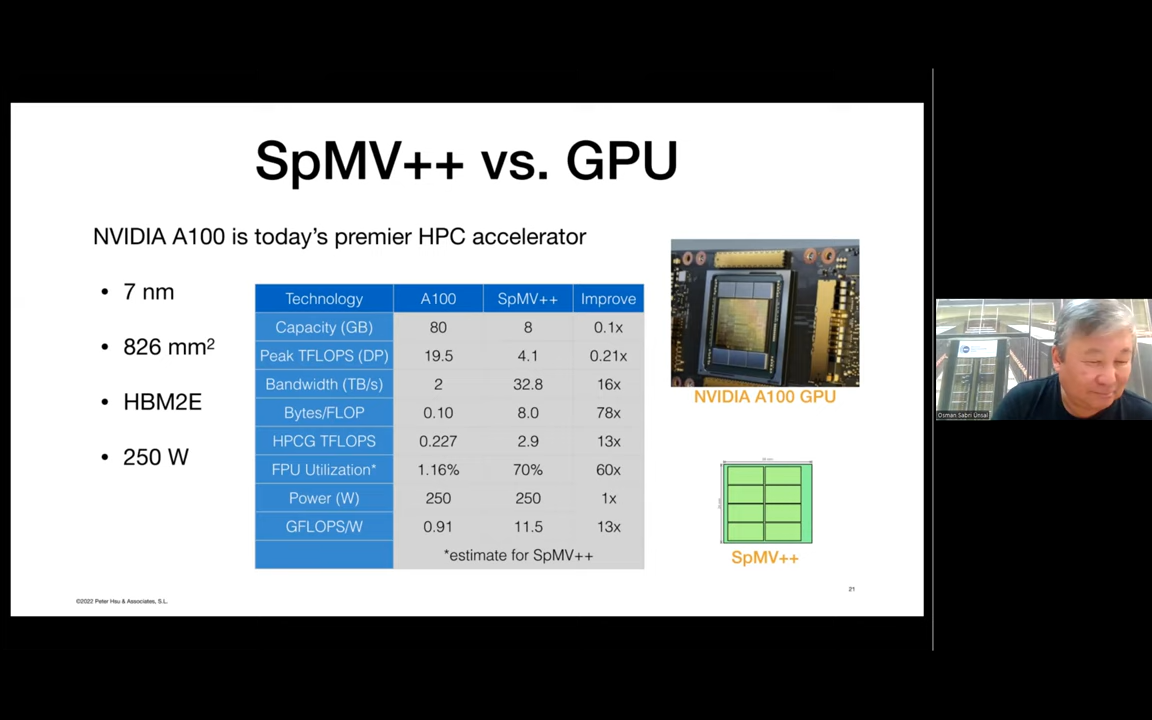 SpMV++ vs. GPU
NVIDIA A100 is today's premier HPC accelerator
• 7 nm
• 826 mm²
• HBM2E
• 250 W
Technology A100 SpMV++ Improve
Capacity (GB) 80 8 0.1x
Peak TFLOPS (DP) 19.5 4.1 0.21x
Bandwidth (TB/s) 2 32.8 16x
Bytes/FLOP 0.10 8.0 78x
HPCG TFLOPS 0.227 2.9 13x
FPU Utilization* 1.16% 70% 60x
Power (W) 250 250 1x
GFLOPS/W 0.91 11.5 13x
*estimate for SpMV++
NVIDIA A100 GPU
SpMV++
©2022 Peter Hsu & Associates, S.L.
21
Osman Sabri Ünsal